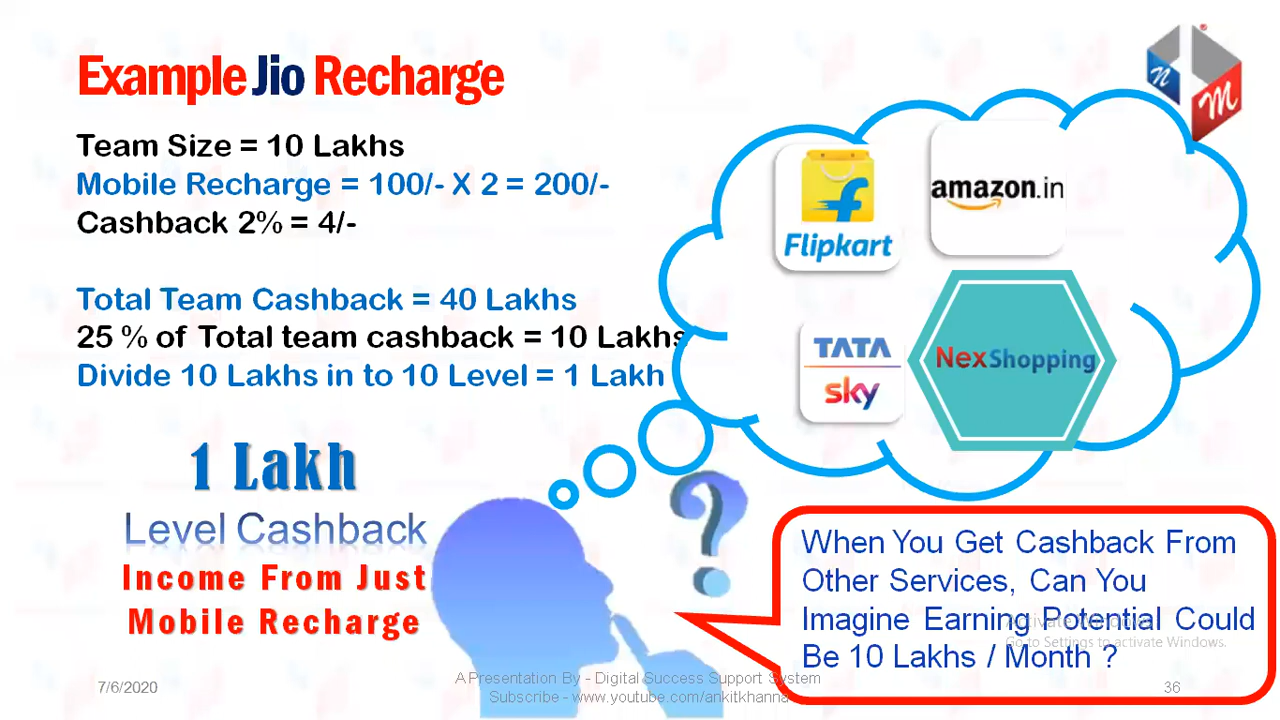 Example Jio Recharge
Team Size = 10 Lakhs
Mobile Recharge = 100/- X 2 = 200/-
Cashback 2% = 4/-
Total Team Cashback = 40 Lakhs
25 % of Total team cashback = 10 Lakhs
Divide 10 Lakhs in to 10 Level = 1 Lakh
1 Lakh
Level Cashback
Income From Just
Mobile Recharge
n M
Flipkart
amazon.in
TATA
sky
NexShopping
?
When You Get Cashback From
Other Services, Can You
Imagine Earning Potential Could
Be 10 Lakhs / Month ?
Activate Windows
Go to Settings to activate Windows.
7/6/2020
A Presentation By - Digital Success Support System
Subscribe - www.youtube.com/ankitkhanna
36